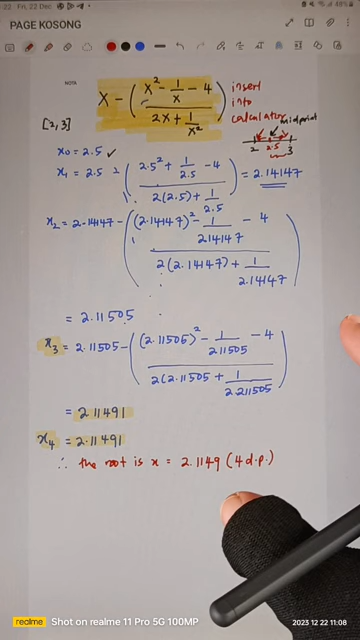 22 Fri, 22 Dec
79%
PAGE KOSONG
NOTA
x - ( (x² - 1/x - 4) / (2x + 1/x²) )
insert
into
calculator
midpoint
[2, 3]
2 2.5 3
x₀ = 2.5 ✓
x₁ = 2.5 - ( (2.5² + 1/2.5 - 4) / (2(2.5) + 1/2.5) ) = 2.14147
x₂ = 2.14147 - ( ((2.14147)² - 1/2.14147 - 4) / (2(2.14147) + 1/2.14147) )
= 2.11505
x₃ = 2.11505 - ( ((2.11505)² - 1/2.11505 - 4) / (2(2.11505 + 1/2.211505) )
= 2.11491
x₄ = 2.11491
∴ the root is x = 2.1149 (4 d.p.)
realme Shot on realme 11 Pro 5G 100MP 2023 12 22 11:08